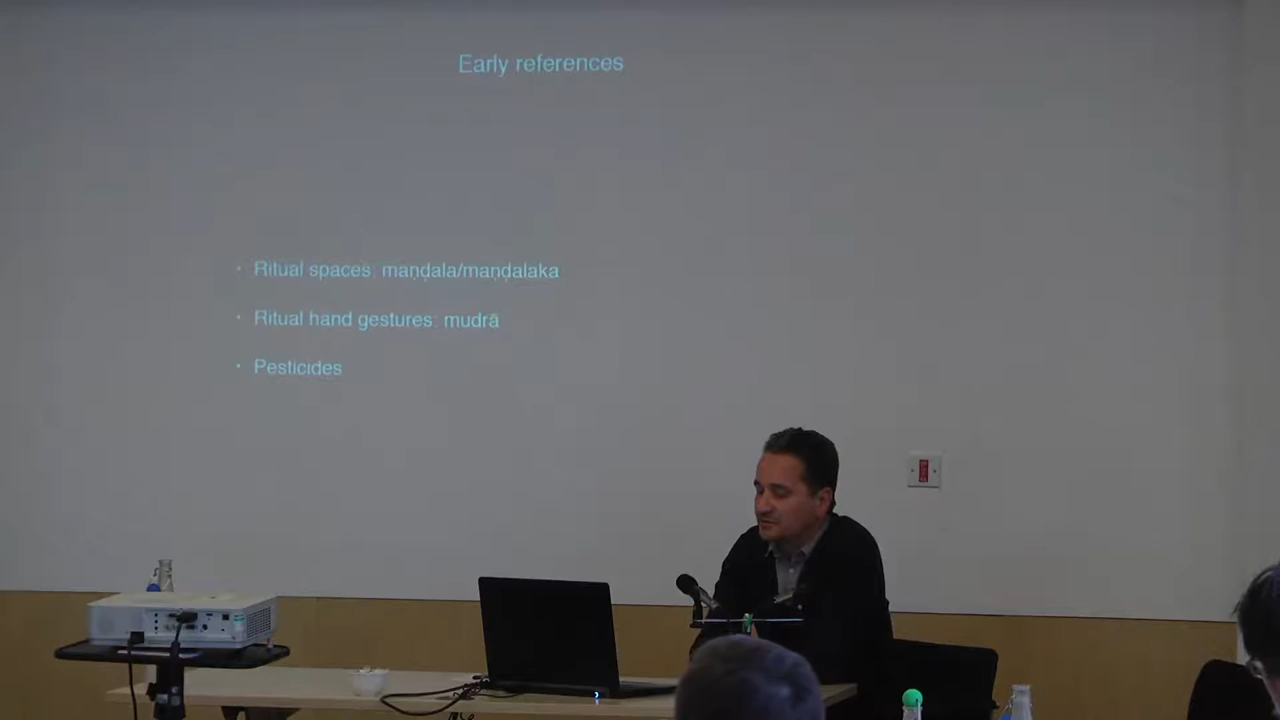 Early references
• Ritual spaces: maṇḍala/maṇḍalaka
• Ritual hand gestures: mudrā
• Pesticides